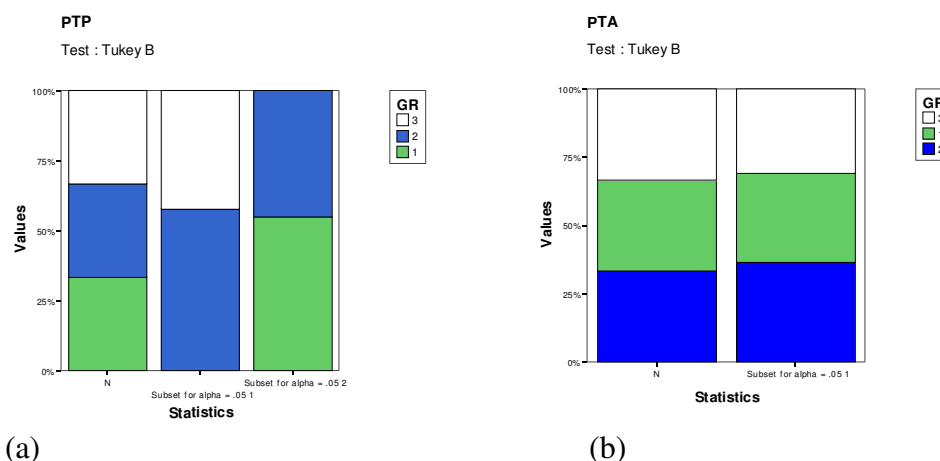 PTP
Test : Tukey B
GR
3
2
1
100%
75%
50%
25%
0%
Values
N
Subset for alpha = .05 1
Subset for alpha = .05 2
Statistics
(a)
PTA
Test : Tukey B
3
1
2
100%
75%
50%
25%
0%
Values
N
Subset for alpha = .05 1
Statistics
(b)